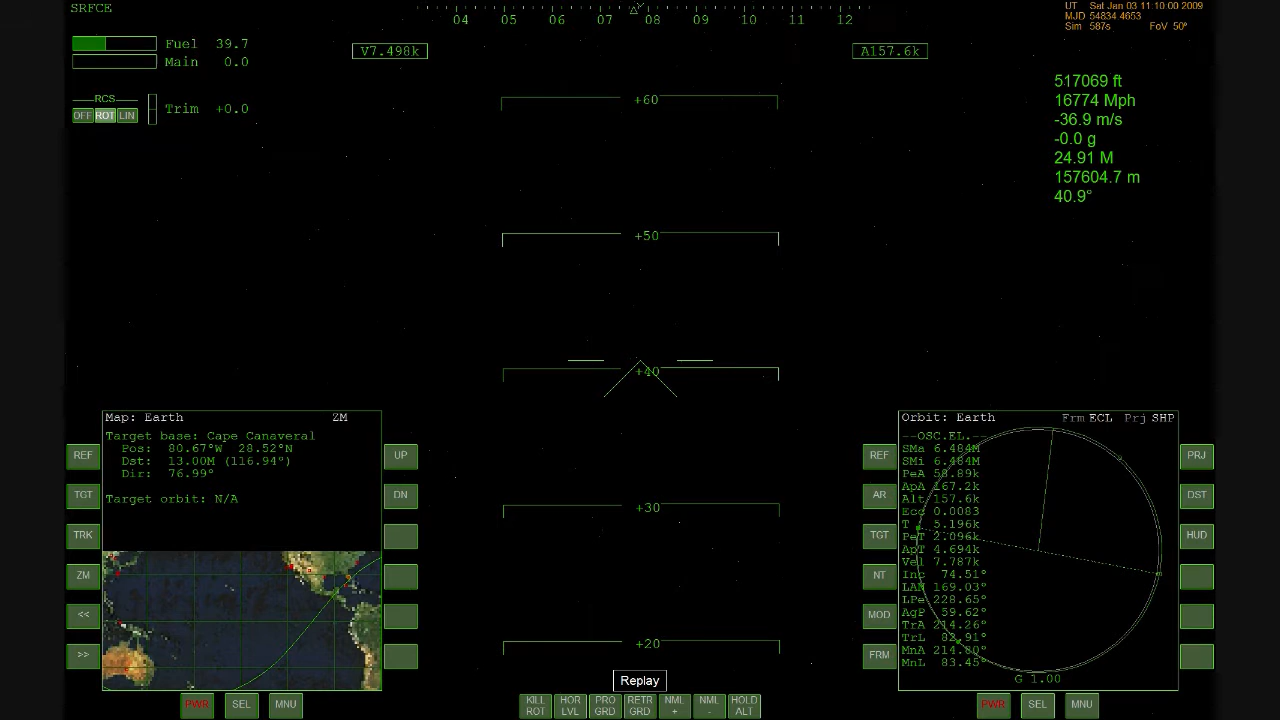 SRFCE
04 05 06 07 08 09 10 11 12
UT Sat Jan 03 11:10:00 2009
MJD 54834.4653
Sim 587s FoV 50°
Fuel 39.7
Main 0.0
V7.498k
A157.6k
RCS
OFF ROT LIN
Trim +0.0
517069 ft
16774 Mph
-36.9 m/s
-0.0 g
24.91 M
157604.7 m
40.9°
+60
+50
+40
+30
+20
Map: Earth ZM
Target base: Cape Canaveral
Pos: 80.67°W 28.52°N
Dst: 13.00M (116.94°)
Dir: 76.99°
Target orbit: N/A
REF
TGT
TRK
ZM
<<
>>
UP
DN
PWR SEL MNU
Orbit: Earth Frm ECL Prj SHP
--OSC.EL.--
SMa 6.484M
SMi 6.484M
PeA 59.89k
ApA 167.2k
Alt 157.6k
Ecc 0.0083
T 5.196k
PeT 2.096k
ApT 4.694k
Vel 7.787k
Inc 74.51°
LAN 169.03°
LPe 228.65°
AgP 59.62°
TrA 214.26°
TrL 82.91°
MnA 214.80°
MnL 83.45°
G 1.00
REF
AR
TGT
NT
MOD
FRM
PRJ
DST
HUD
PWR SEL MNU
Replay
KILL ROT
HOR LVL
PRO GRD
RETR GRD
NML +
NML -
HOLD ALT